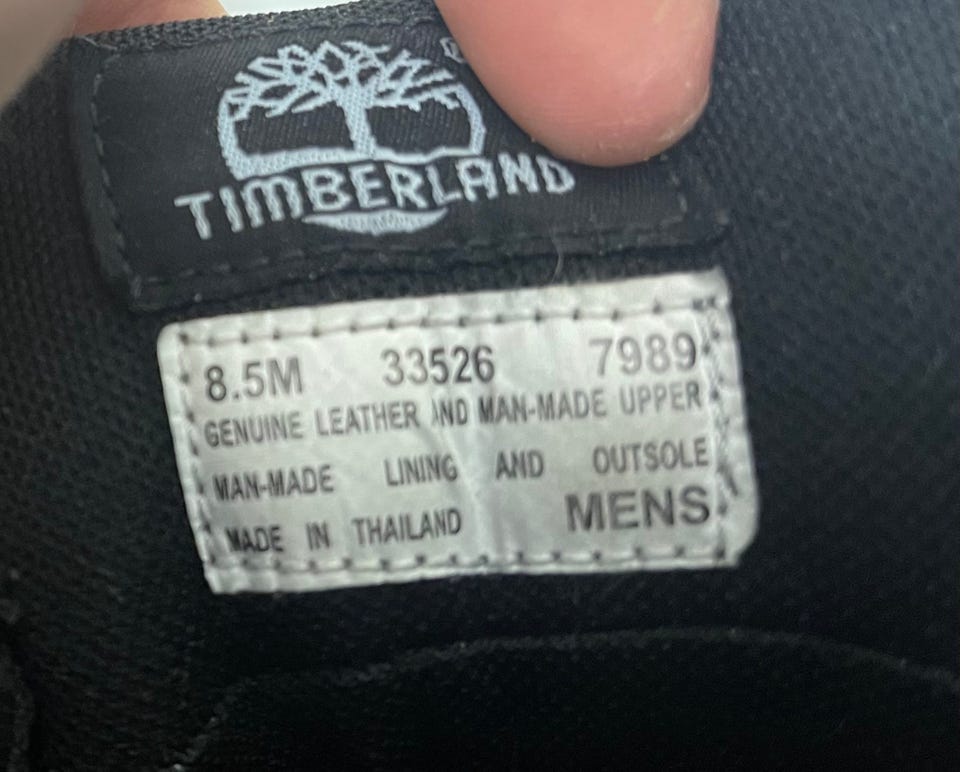 TIMBERLAND
8.5M 33526 7989
GENUINE LEATHER AND MAN-MADE UPPER
MAN-MADE LINING AND OUTSOLE
MADE IN THAILAND MENS